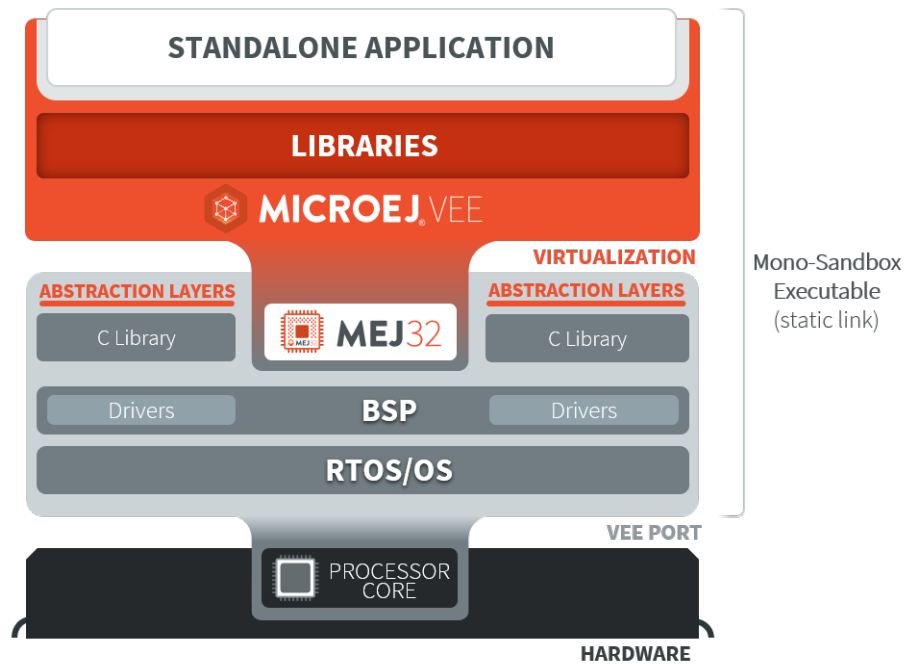 STANDALONE APPLICATION
LIBRARIES
MICROEJ® VEE
VIRTUALIZATION
ABSTRACTION LAYERS
ABSTRACTION LAYERS
C Library
MEJ32
C Library
Mono-Sandbox
Executable
(static link)
Drivers
BSP
Drivers
RTOS/OS
VEE PORT
PROCESSOR
CORE
HARDWARE